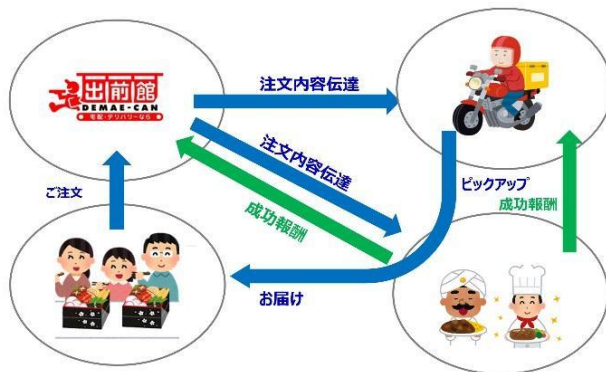 出前館
DEMAE-CAN
宅配・デリバリーなら
注文内容伝達
注文内容伝達
成功報酬
ご注文
ピックアップ
成功報酬
お届け